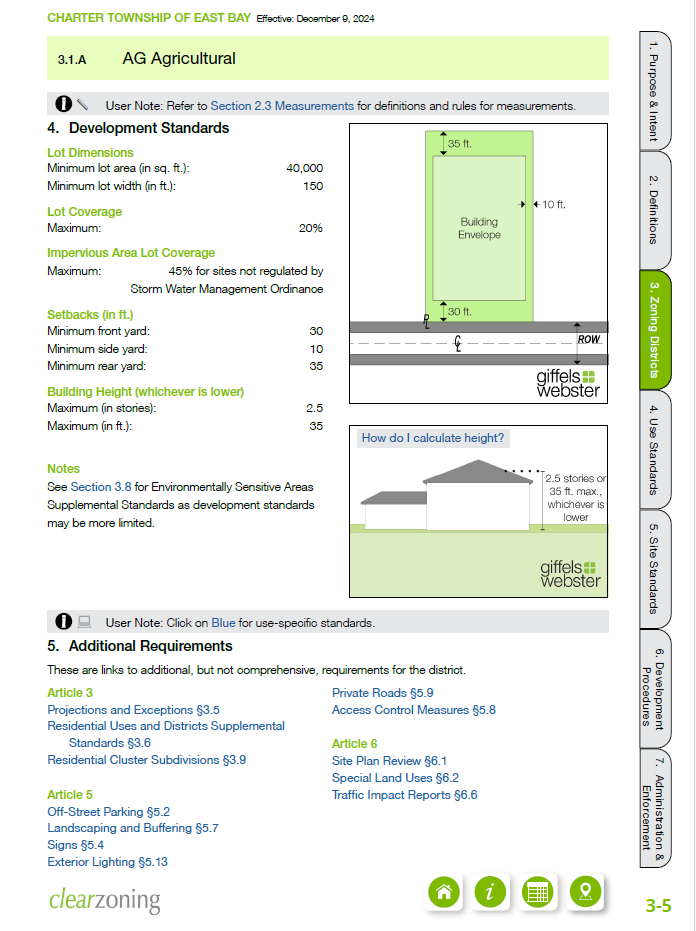 CHARTER TOWNSHIP OF EAST BAY Effective: December 9, 2024
3.1.A AG Agricultural
User Note: Refer to Section 2.3 Measurements for definitions and rules for measurements.
4. Development Standards
Lot Dimensions
Minimum lot area (in sq. ft.): 40,000
Minimum lot width (in ft.): 150
Lot Coverage
Maximum: 20%
Impervious Area Lot Coverage
Maximum: 45% for sites not regulated by
Storm Water Management Ordinance
Setbacks (in ft.)
Minimum front yard: 30
Minimum side yard: 10
Minimum rear yard: 35
Building Height (whichever is lower)
Maximum (in stories): 2.5
Maximum (in ft.): 35
Notes
See Section 3.8 for Environmentally Sensitive Areas
Supplemental Standards as development standards
may be more limited.
35 ft.
10 ft.
Building
Envelope
30 ft.
PL
CL
ROW
giffels
webster
How do I calculate height?
2.5 stories or
35 ft. max.,
whichever is
lower
giffels
webster
User Note: Click on Blue for use-specific standards.
5. Additional Requirements
These are links to additional, but not comprehensive, requirements for the district.
Article 3
Projections and Exceptions §3.5
Residential Uses and Districts Supplemental
Standards §3.6
Residential Cluster Subdivisions §3.9
Article 5
Off-Street Parking §5.2
Landscaping and Buffering §5.7
Signs §5.4
Exterior Lighting §5.13
Private Roads §5.9
Access Control Measures §5.8
Article 6
Site Plan Review §6.1
Special Land Uses §6.2
Traffic Impact Reports §6.6
1. Purpose & Intent
2. Definitions
3. Zoning Districts
4. Use Standards
5. Site Standards
6. Development
Procedures
7. Administration &
Enforcement
clearzoning
3-5